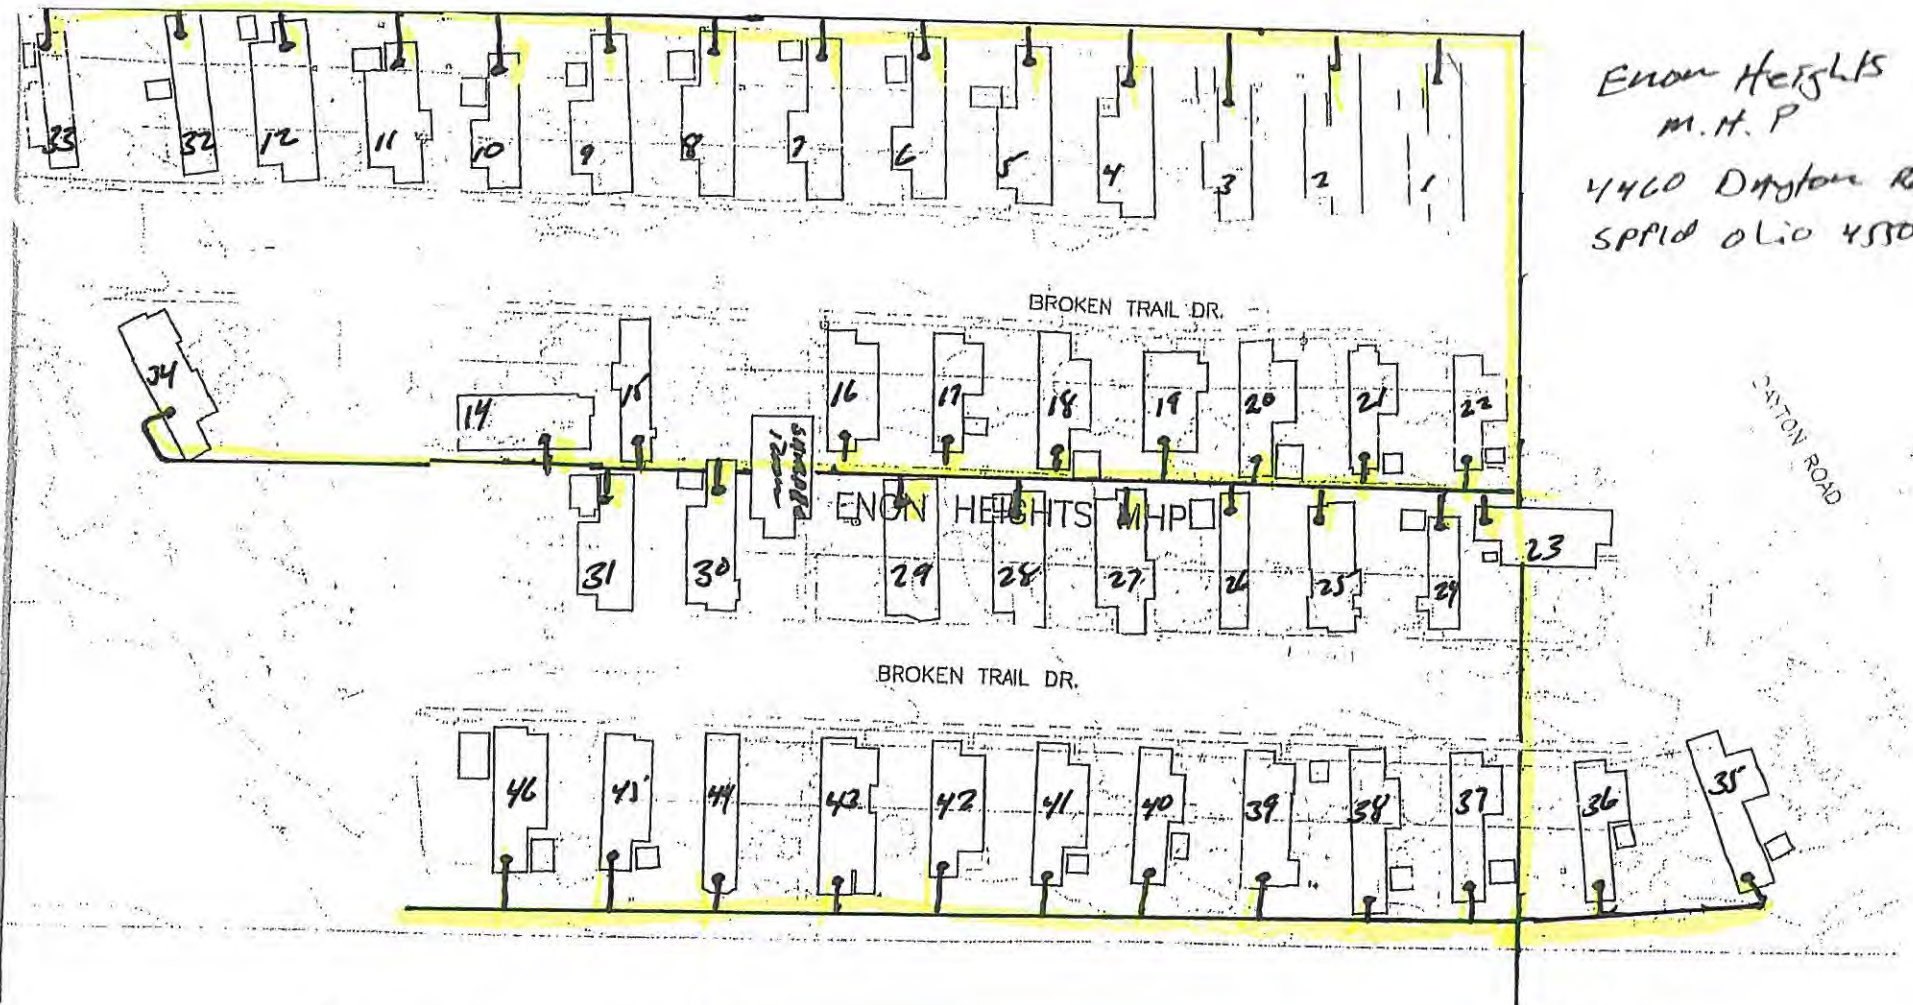 Enon Heights
M.H.P
4460 Dayton Rd
SPFld ohio 4550
33 32 12 11 10 9 8 7 6 5 4 3 2 1
BROKEN TRAIL DR.
34 14 15 16 17 18 19 20 21 22
DAYTON ROAD
ENON HEIGHTS MHP
31 30 29 28 27 26 25 24 23
BROKEN TRAIL DR.
46 45 44 43 42 41 40 39 38 37 36 35